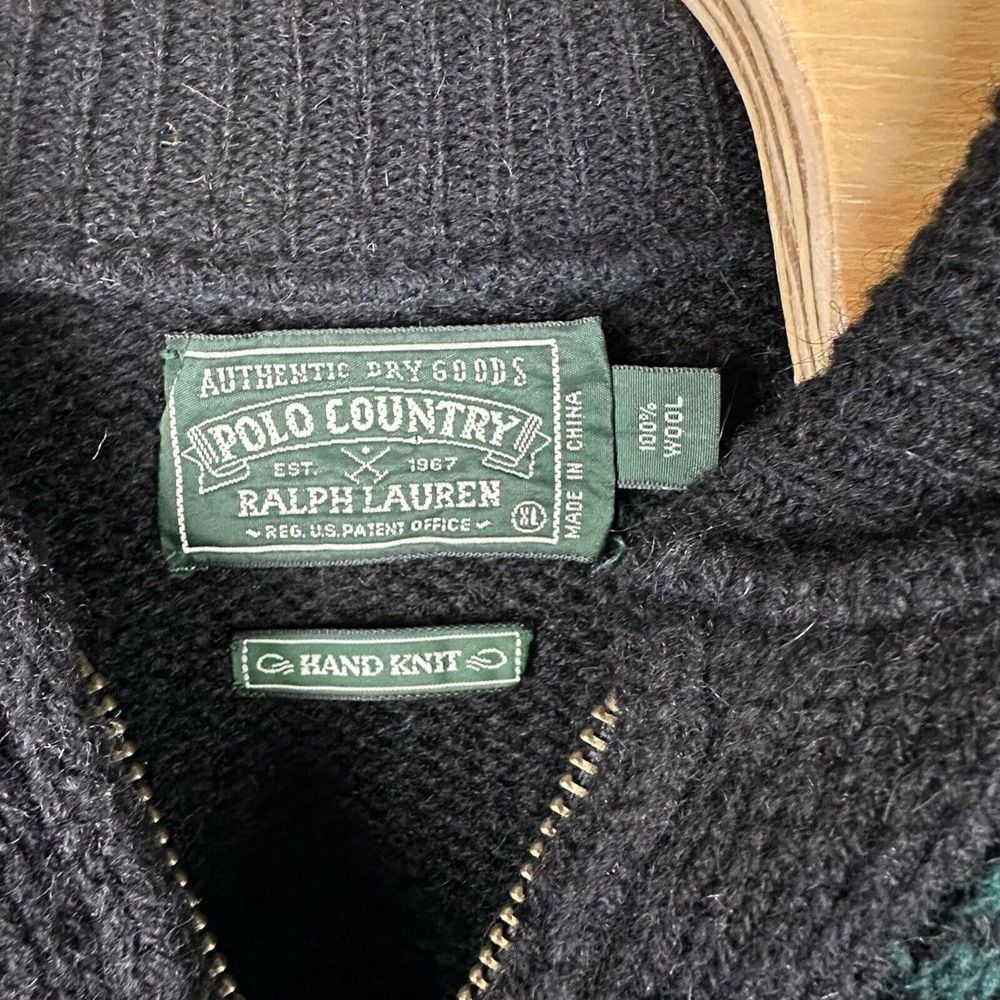 AUTHENTIC DRY GOODS
POLO COUNTRY
EST. 1967
RALPH LAUREN
REG. U.S. PATENT OFFICE
XL
MADE IN CHINA
100%
WOOL
HAND KNIT